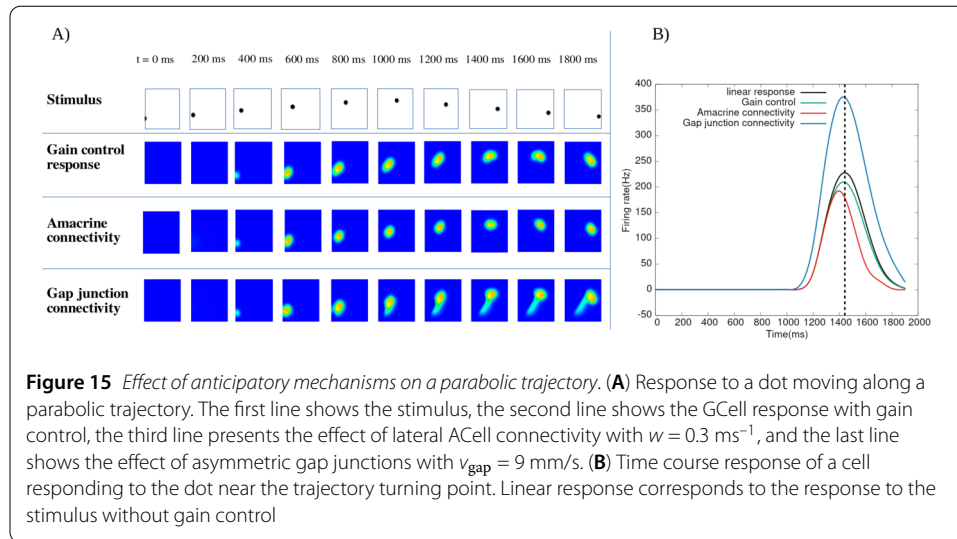 A)
t = 0 ms 200 ms 400 ms 600 ms 800 ms 1000 ms 1200 ms 1400 ms 1600 ms 1800 ms
Stimulus
Gain control
response
Amacrine
connectivity
Gap junction
connectivity
B)
400
350
300
250
200
150
100
50
0
-50
Firing rate(Hz)
linear response
Gain control
Amacrine connectivity
Gap junction connectivity
0 200 400 600 800 1000 1200 1400 1600 1800 2000
Time(ms)
Figure 15 Effect of anticipatory mechanisms on a parabolic trajectory. (A) Response to a dot moving along a
parabolic trajectory. The first line shows the stimulus, the second line shows the GCell response with gain
control, the third line presents the effect of lateral ACell connectivity with w = 0.3 ms⁻¹, and the last line
shows the effect of asymmetric gap junctions with vgap = 9 mm/s. (B) Time course response of a cell
responding to the dot near the trajectory turning point. Linear response corresponds to the response to the
stimulus without gain control